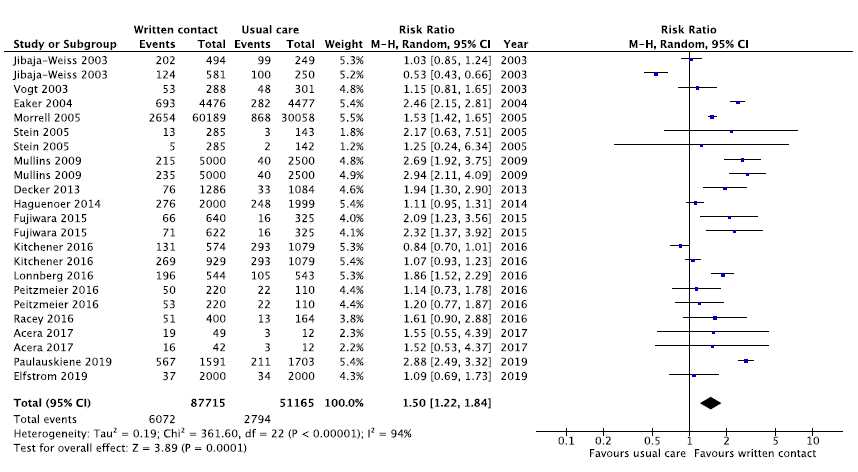 Written contact Usual care Risk Ratio Risk Ratio
Study or Subgroup Events Total Events Total Weight M-H, Random, 95% CI Year M-H, Random, 95% CI
Jibaja-Weiss 2003 202 494 99 249 5.3% 1.03 [0.85, 1.24] 2003
Jibaja-Weiss 2003 124 581 100 250 5.2% 0.53 [0.43, 0.66] 2003
Vogt 2003 53 288 48 301 4.8% 1.15 [0.81, 1.65] 2003
Eaker 2004 693 4476 282 4477 5.4% 2.46 [2.15, 2.81] 2004
Morrell 2005 2654 60189 868 30058 5.5% 1.53 [1.42, 1.65] 2005
Stein 2005 13 285 3 143 2.1% 2.17 [0.63, 7.51] 2005
Stein 2005 5 285 2 142 1.2% 1.25 [0.24, 6.34] 2005
Mullins 2009 215 5000 40 2500 4.8% 2.69 [1.92, 3.75] 2009
Mullins 2009 235 5000 40 2500 4.9% 2.94 [2.11, 4.09] 2009
Decker 2013 76 1286 33 1084 4.6% 1.94 [1.30, 2.90] 2013
Haguenoer 2014 276 2000 248 1999 5.3% 1.11 [0.95, 1.31] 2014
Fujiwara 2015 66 640 16 325 4.1% 2.09 [1.23, 3.56] 2015
Fujiwara 2015 71 622 16 325 4.2% 2.32 [1.37, 3.92] 2015
Kitchener 2016 131 574 293 1079 5.3% 0.84 [0.70, 1.01] 2016
Kitchener 2016 269 929 293 1079 5.4% 1.07 [0.93, 1.23] 2016
Lonnberg 2016 196 544 105 543 5.2% 1.86 [1.52, 2.29] 2016
Peitzmeier 2016 50 220 22 110 4.4% 1.14 [0.73, 1.78] 2016
Peitzmeier 2016 53 220 22 110 4.4% 1.20 [0.77, 1.87] 2016
Racey 2016 51 400 13 164 4.0% 1.61 [0.90, 2.88] 2016
Acera 2017 19 49 3 12 2.5% 1.55 [0.55, 4.39] 2017
Acera 2017 16 42 3 12 2.4% 1.52 [0.53, 4.37] 2017
Paulauskiene 2019 567 1591 211 1703 5.4% 2.88 [2.49, 3.32] 2019
Elfstrom 2019 37 2000 34 2000 4.4% 1.09 [0.69, 1.73] 2019
Total (95% CI) 87715 51165 100.0% 1.50 [1.22, 1.84]
Total events 6072 2794
Heterogeneity: Tau² = 0.19; Chi² = 361.60, df = 22 (P < 0.00001); I² = 94%
Test for overall effect: Z = 3.89 (P = 0.0001)
0.1 0.2 0.5 1 2 5 10
Favours usual care Favours written contact